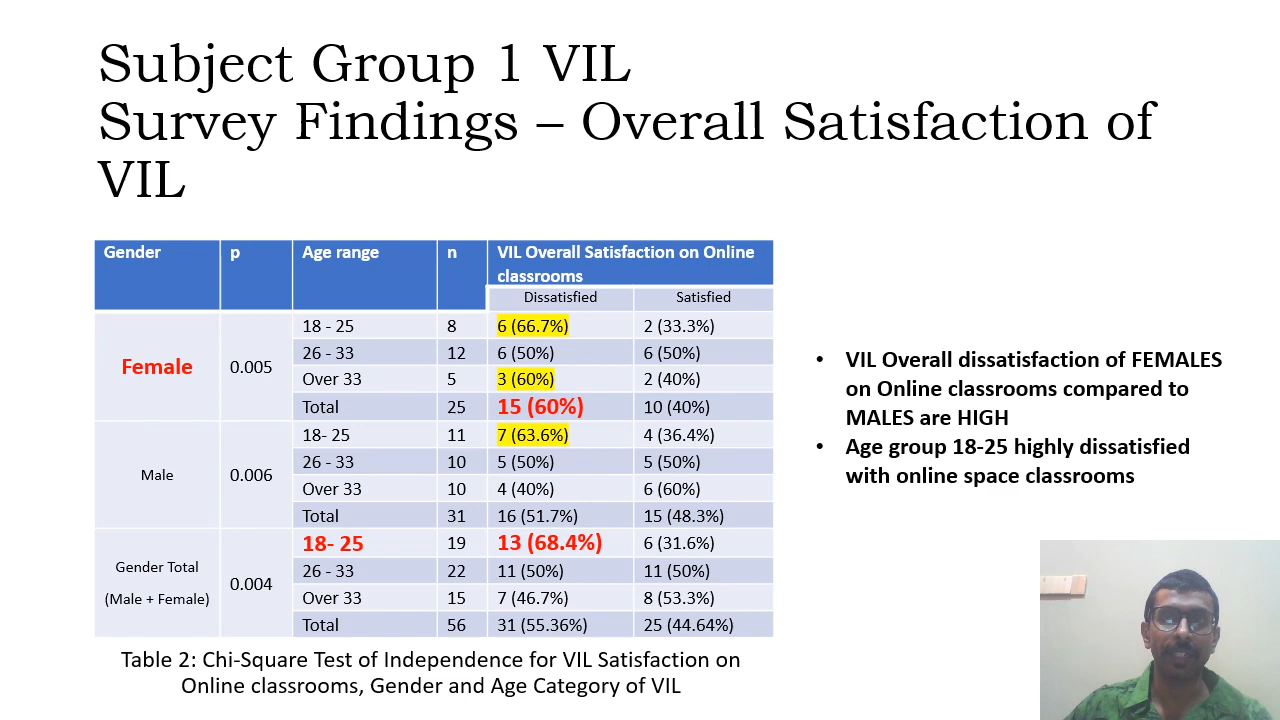 Subject Group 1 VIL
Survey Findings – Overall Satisfaction of
VIL
Gender p Age range n VIL Overall Satisfaction on Online
classrooms
Dissatisfied Satisfied
Female 0.005 18 - 25 8 6 (66.7%) 2 (33.3%)
26 - 33 12 6 (50%) 6 (50%)
Over 33 5 3 (60%) 2 (40%)
Total 25 15 (60%) 10 (40%)
Male 0.006 18- 25 11 7 (63.6%) 4 (36.4%)
26 - 33 10 5 (50%) 5 (50%)
Over 33 10 4 (40%) 6 (60%)
Total 31 16 (51.7%) 15 (48.3%)
Gender Total
(Male + Female) 0.004 18- 25 19 13 (68.4%) 6 (31.6%)
26 - 33 22 11 (50%) 11 (50%)
Over 33 15 7 (46.7%) 8 (53.3%)
Total 56 31 (55.36%) 25 (44.64%)
Table 2: Chi-Square Test of Independence for VIL Satisfaction on
Online classrooms, Gender and Age Category of VIL
• VIL Overall dissatisfaction of FEMALES
on Online classrooms compared to
MALES are HIGH
• Age group 18-25 highly dissatisfied
with online space classrooms